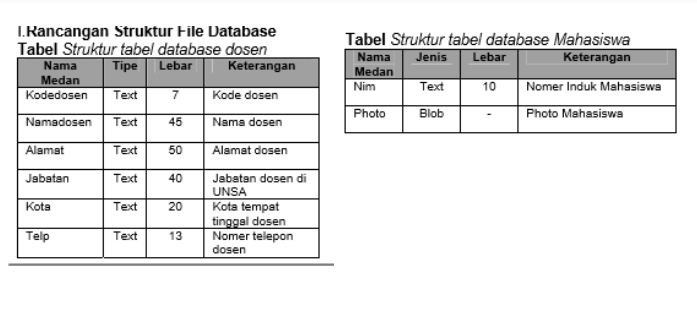 I.Rancangan Struktur File Database
Tabel Struktur tabel database dosen
Nama Medan Tipe Lebar Keterangan
Kodedosen Text 7 Kode dosen
Namadosen Text 45 Nama dosen
Alamat Text 50 Alamat dosen
Jabatan Text 40 Jabatan dosen di
UNSA
Kota Text 20 Kota tempat
tinggal dosen
Telp Text 13 Nomer telepon
dosen
Tabel Struktur tabel database Mahasiswa
Nama Medan Jenis Lebar Keterangan
Nim Text 10 Nomer Induk Mahasiswa
Photo Blob - Photo Mahasiswa